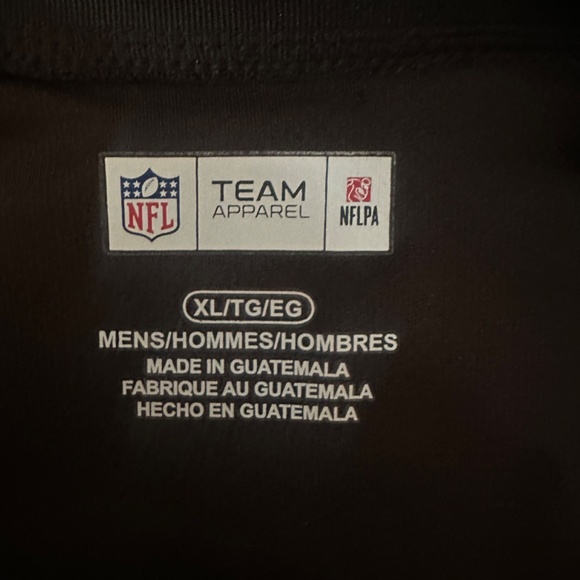 NFL
TEAM
APPAREL
NFLPA
XL/TG/EG
MENS/HOMMES/HOMBRES
MADE IN GUATEMALA
FABRIQUE AU GUATEMALA
HECHO EN GUATEMALA